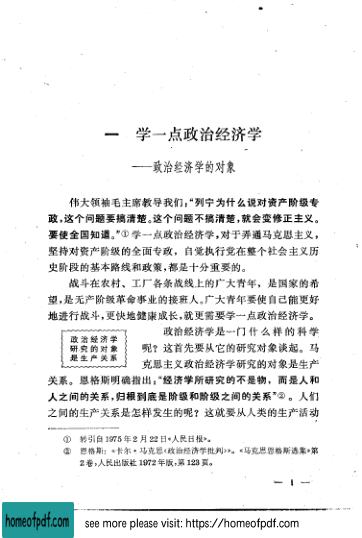 一 学一点政治经济学
——政治经济学的对象
伟大领袖毛主席教导我们:“列宁为什么说对资产阶级专
政,这个问题要搞清楚。这个问题不搞清楚,就会变修正主义。
要使全国知道。”①学一点政治经济学,对于弄通马克思主义,
坚持对资产阶级的全面专政,自觉执行党在整个社会主义历
史阶段的基本路线和政策,都是十分重要的。
战斗在农村、工厂各条战线上的广大青年,是国家的希
望,是无产阶级革命事业的接班人。广大青年要使自己能更好
地进行战斗,更快地健康成长,就更需要学一点政治经济学。
政治经济学
研究的对象
是生产关系
政治经济学是一门什么样的科学
呢?这首先要从它的研究对象谈起。马
克思主义政治经济学研究的对象是生产
关系。恩格斯明确指出:“经济学所研究的不是物,而是人和
人之间的关系,归根到底是阶级和阶级之间的关系”②。人们
之间的生产关系是怎样发生的呢?这就要从人类的生产活动
① 转引自1975年2月22日《人民日报》。
② 恩格斯:《卡尔·马克思〈政治经济学批判〉》。《马克思恩格斯选集》第
2卷,人民出版社1972年版,第123页。
— 1 —
homeofpdf.com
see more please visit: https://homeofpdf.com